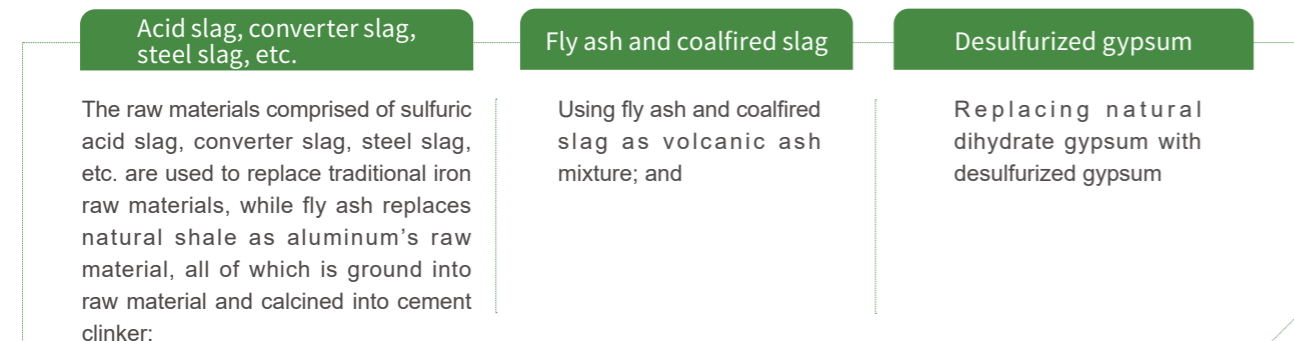 Acid slag, converter slag,
steel slag, etc.
The raw materials comprised of sulfuric
acid slag, converter slag, steel slag,
etc. are used to replace traditional iron
raw materials, while fly ash replaces
natural shale as aluminum’s raw
material, all of which is ground into
raw material and calcined into cement
clinker;
Fly ash and coalfired slag
Using fly ash and coalfired
slag as volcanic ash
mixture; and
Desulfurized gypsum
Replacing natural
dihydrate gypsum with
desulfurized gypsum